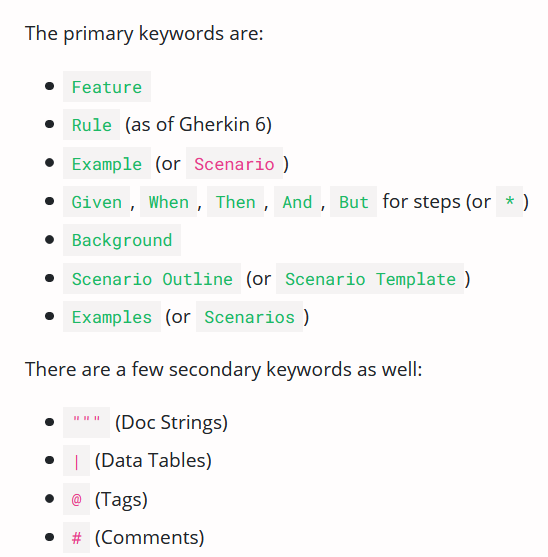 The primary keywords are:
• Feature
• Rule (as of Gherkin 6)
• Example (or Scenario )
• Given , When , Then , And , But for steps (or * )
• Background
• Scenario Outline (or Scenario Template )
• Examples (or Scenarios )
There are a few secondary keywords as well:
• """ (Doc Strings)
• | (Data Tables)
• @ (Tags)
• # (Comments)